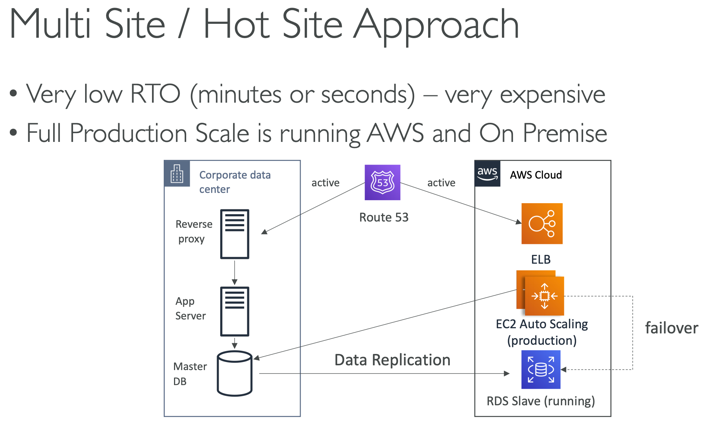 Multi Site / Hot Site Approach
• Very low RTO (minutes or seconds) – very expensive
• Full Production Scale is running AWS and On Premise
Corporate data
center
active
53
active
aws
AWS Cloud
Route 53
Reverse
proxy
ELB
App
Server
EC2 Auto Scaling
(production)
failover
Master
DB
Data Replication
RDS Slave (running)